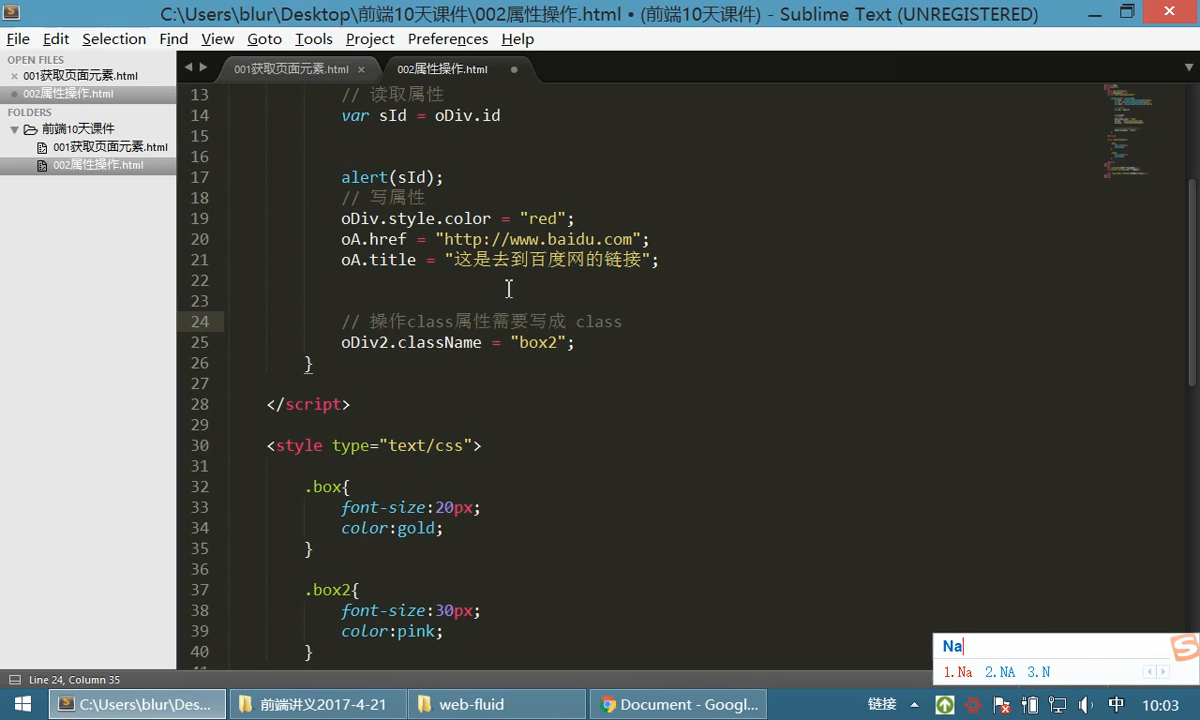 C:\Users\blur\Desktop\前端10天课件\002属性操作.html • (前端10天课件) - Sublime Text (UNREGISTERED)
File Edit Selection Find View Goto Tools Project Preferences Help
OPEN FILES
001获取页面元素.html
002属性操作.html
FOLDERS
前端10天课件
001获取页面元素.html
002属性操作.html
001获取页面元素.html × 002属性操作.html
13 // 读取属性
14 var sId = oDiv.id
15
16
17 alert(sId);
18 // 写属性
19 oDiv.style.color = "red";
20 oA.href = "http://www.baidu.com";
21 oA.title = "这是去到百度网的链接";
22
23
24 // 操作class属性需要写成 class
25 oDiv2.className = "box2";
26 }
27
28 </script>
29
30 <style type="text/css">
31
32 .box{
33 font-size:20px;
34 color:gold;
35 }
36
37 .box2{
38 font-size:30px;
39 color:pink;
40 }
Na
1.Na 2.NA 3.N
Line 24, Column 35
C:\Users\blur\Des... 前端讲义2017-4-21 web-fluid Document - Googl... 链接 中 10:03